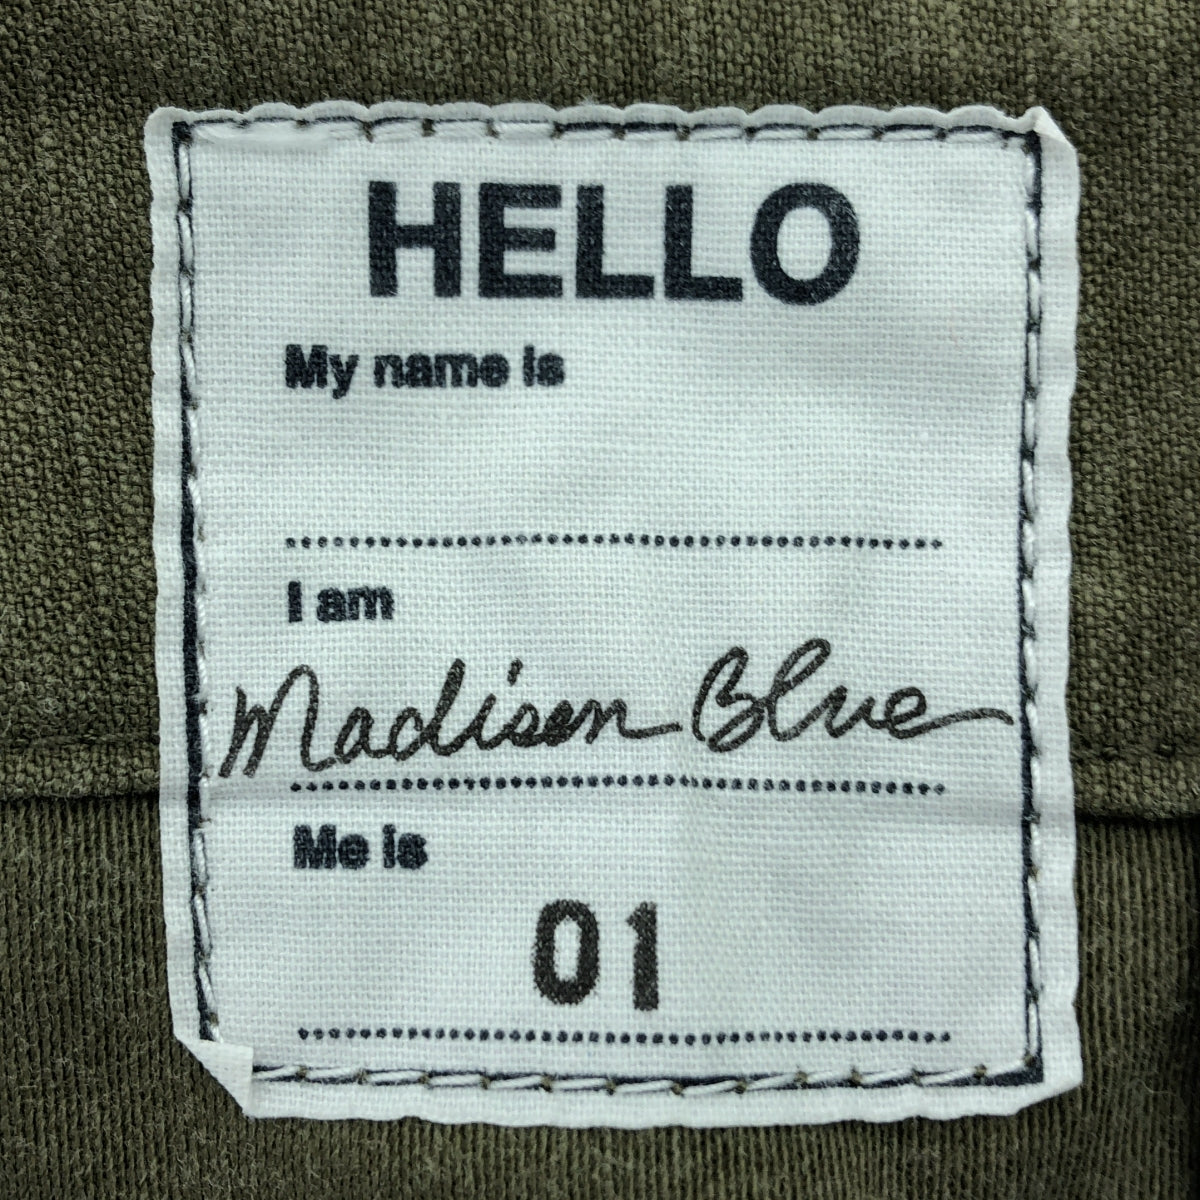 HELLO
My name is
I am
Madison Blue
Me is
01